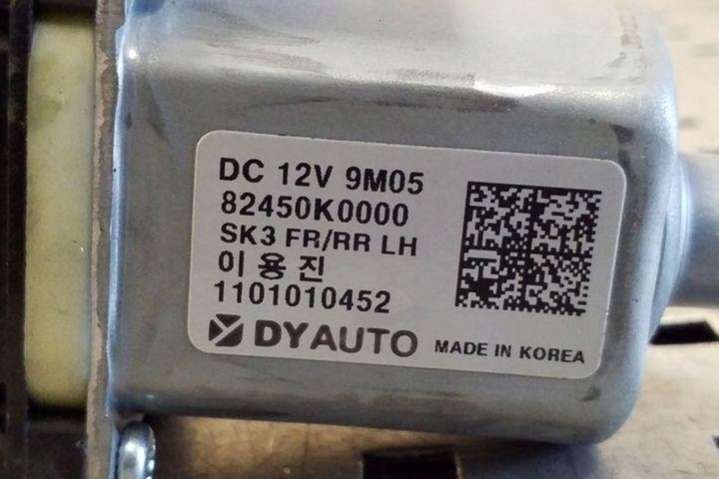 DC 12V 9M05
82450K0000
SK3 FR/RR LH
이 용 진
1101010452
DYAUTO MADE IN KOREA